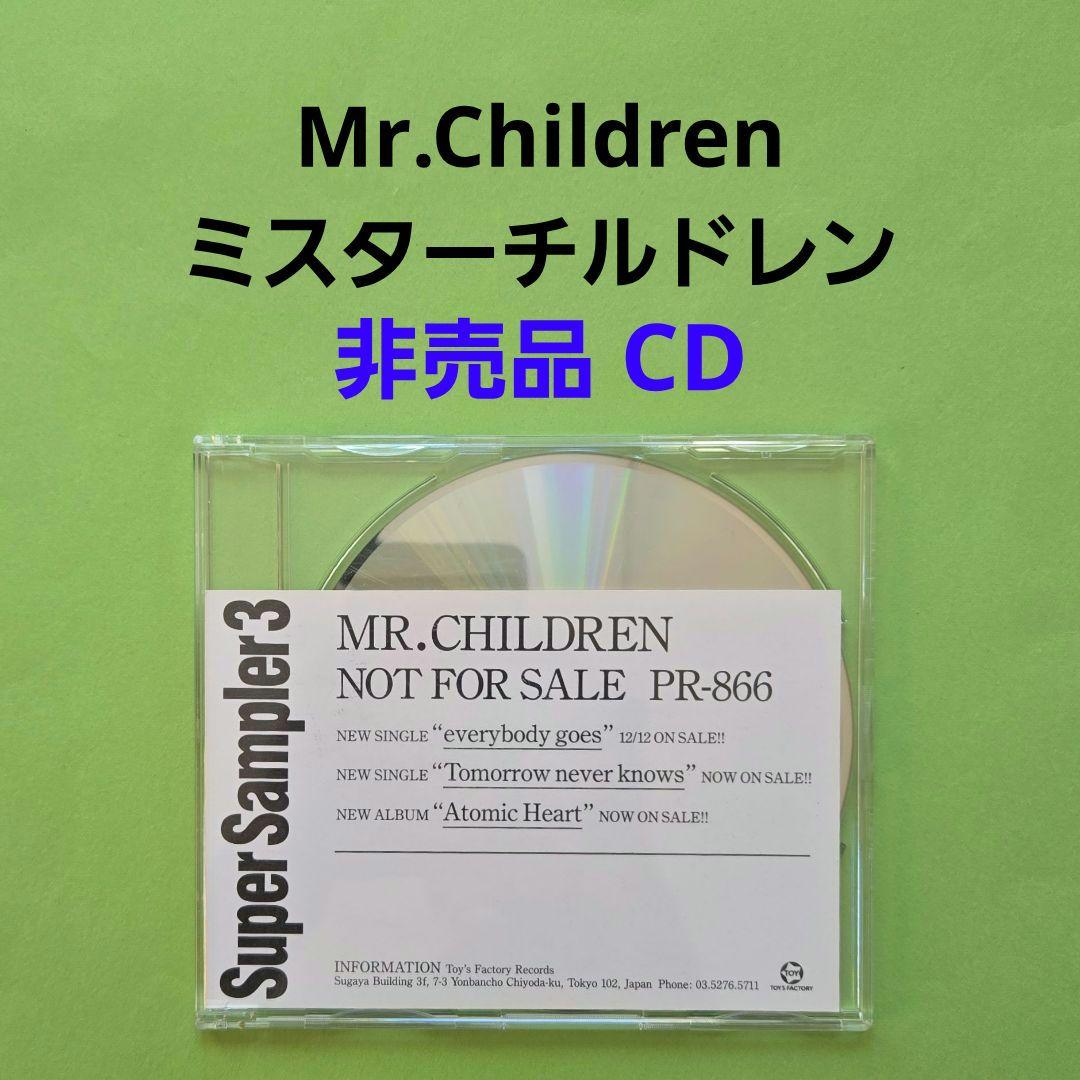 Mr.Children
ミスターチルドレン
非売品 CD
Super Sampler 3
MR.CHILDREN
NOT FOR SALE PR-866
NEW SINGLE “everybody goes” 12/12 ON SALE!!
NEW SINGLE “Tomorrow never knows” NOW ON SALE!!
NEW ALBUM “Atomic Heart” NOW ON SALE!!
INFORMATION Toy's Factory Records
Sugaya Building 3f, 7-3 Yonbancho Chiyoda-ku, Tokyo 102, Japan Phone: 03.5276.5711
TOY
TOY'S FACTORY